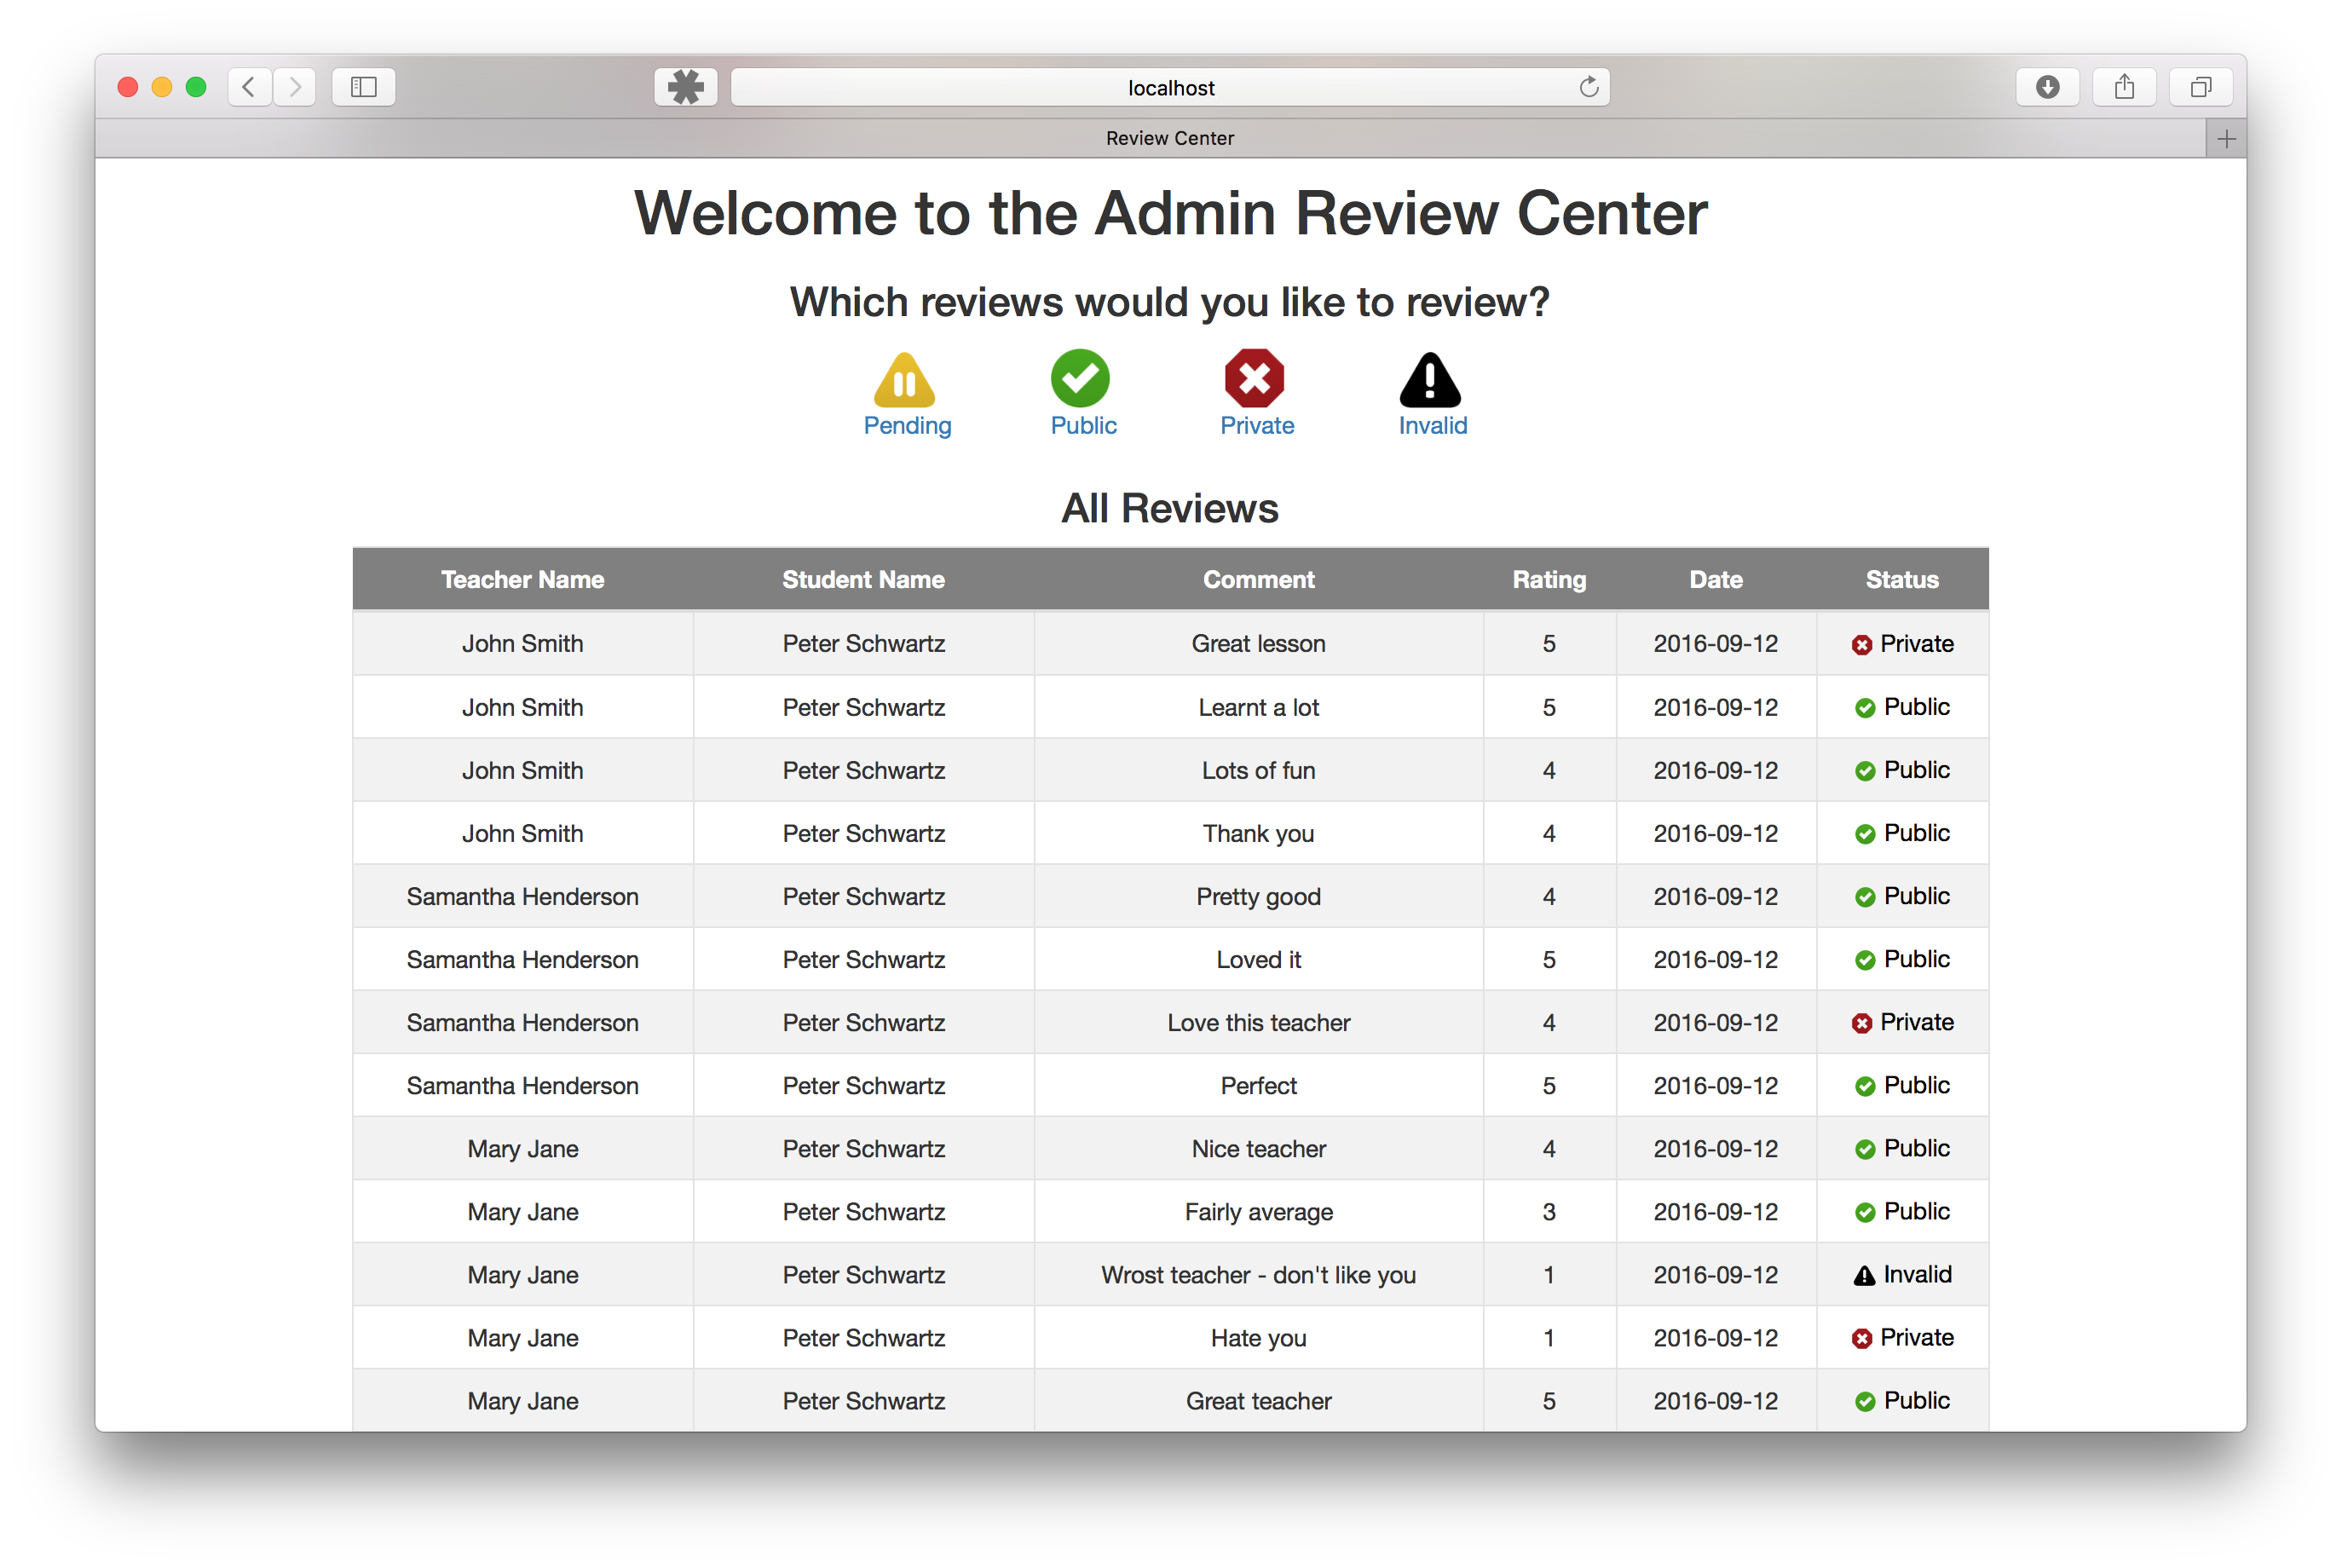 localhost
Review Center
Welcome to the Admin Review Center
Which reviews would you like to review?
Pending Public Private Invalid
All Reviews
Teacher Name Student Name Comment Rating Date Status
John Smith Peter Schwartz Great lesson 5 2016-09-12 Private
John Smith Peter Schwartz Learnt a lot 5 2016-09-12 Public
John Smith Peter Schwartz Lots of fun 4 2016-09-12 Public
John Smith Peter Schwartz Thank you 4 2016-09-12 Public
Samantha Henderson Peter Schwartz Pretty good 4 2016-09-12 Public
Samantha Henderson Peter Schwartz Loved it 5 2016-09-12 Public
Samantha Henderson Peter Schwartz Love this teacher 4 2016-09-12 Private
Samantha Henderson Peter Schwartz Perfect 5 2016-09-12 Public
Mary Jane Peter Schwartz Nice teacher 4 2016-09-12 Public
Mary Jane Peter Schwartz Fairly average 3 2016-09-12 Public
Mary Jane Peter Schwartz Wrost teacher - don't like you 1 2016-09-12 Invalid
Mary Jane Peter Schwartz Hate you 1 2016-09-12 Private
Mary Jane Peter Schwartz Great teacher 5 2016-09-12 Public